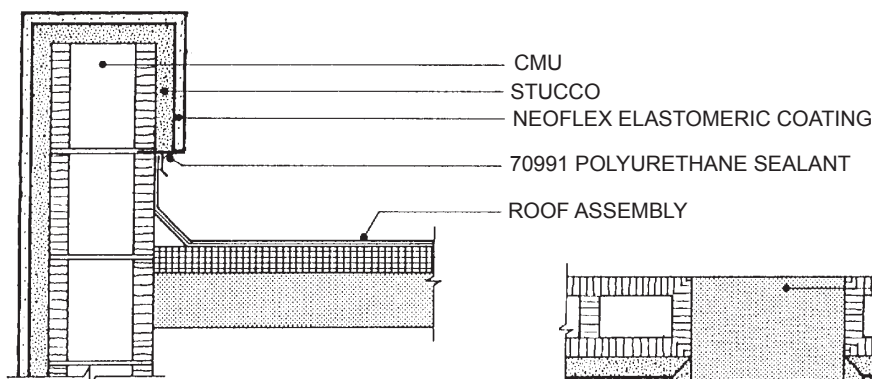 CMU
STUCCO
NEOFLEX ELASTOMERIC COATING
70991 POLYURETHANE SEALANT
ROOF ASSEMBLY